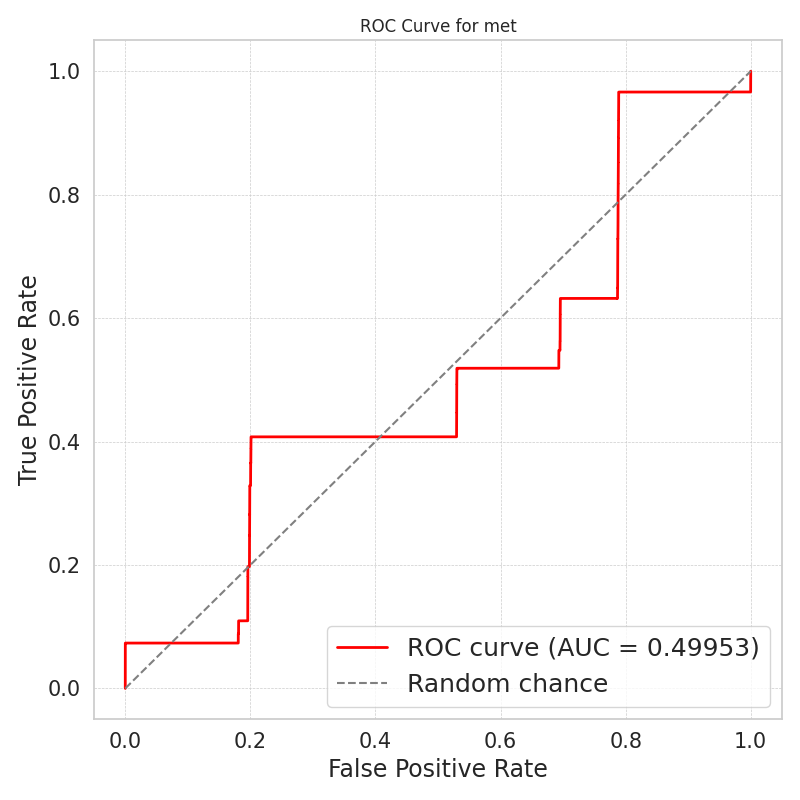 ROC Curve for met
1.0
0.8
0.6
0.4
0.2
0.0
True Positive Rate
ROC curve (AUC = 0.49953)
Random chance
0.0 0.2 0.4 0.6 0.8 1.0
False Positive Rate